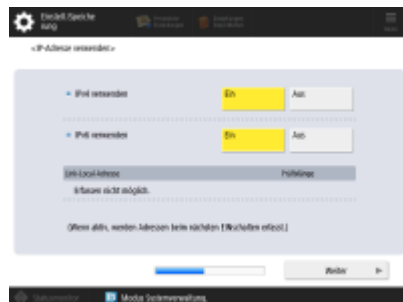 Einstell./Speiche
rung
<IP-Adresse verwenden>
IPv4 verwenden
Ein
Aus
IPv6 verwenden
Ein
Aus
Link-Local-Adresse
Präfixlänge
Erfassen nicht möglich.
(Wenn aktiv, werden Adressen beim nächsten Einschalten erfasst.)
Weiter
Statusmonitor
Modus Systemverwaltung.